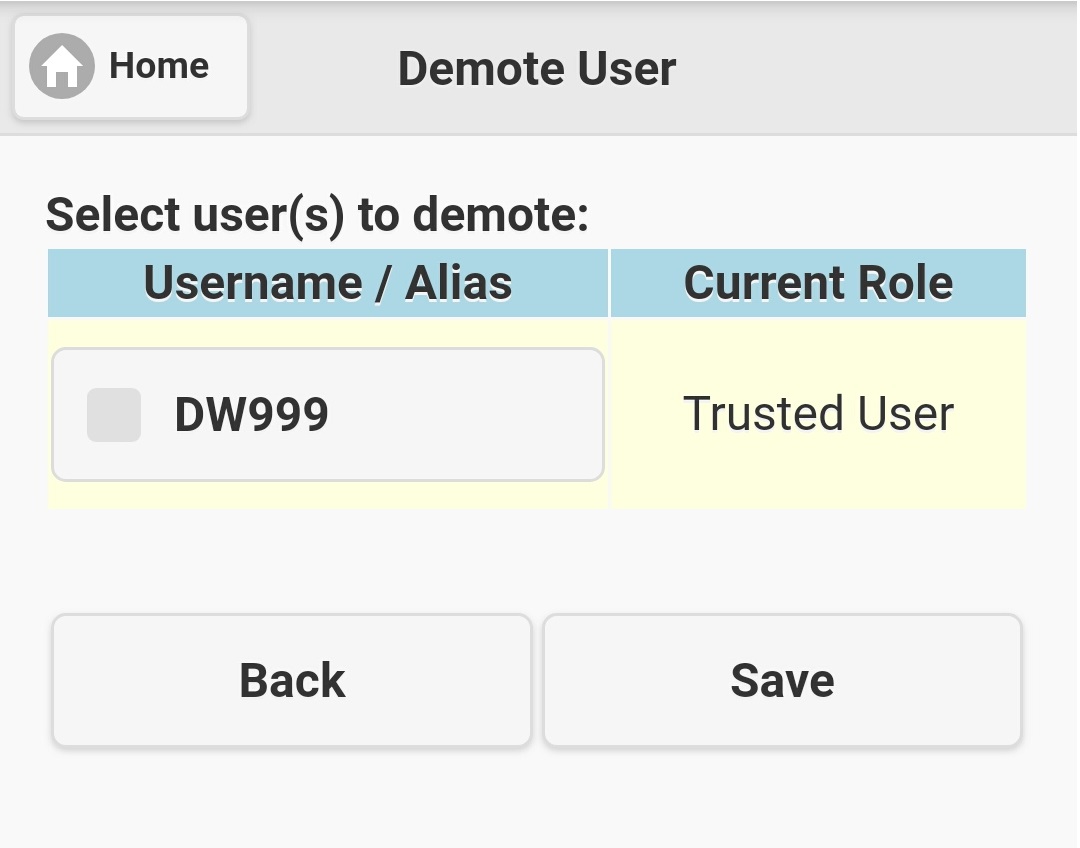 Home
Demote User
Select user(s) to demote:
Username / Alias Current Role
DW999 Trusted User
Back Save